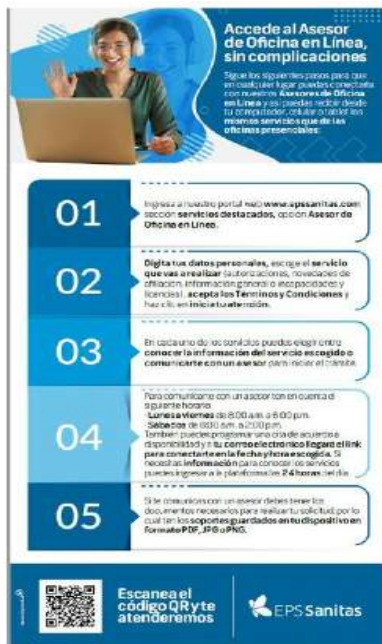 Accede al Asesor
de Oficina en Línea,
sin complicaciones
Sigue los siguientes pasos para que
en cualquier lugar puedas conectarte
con nuestros Asesores de Oficina
en Línea y así puedas recibir desde
tu computador, celular o tablet los
mismos servicios que de las
oficinas presenciales:
01
Ingresa a nuestro portal web www.epssanitas.com
sección servicios destacados, opción Asesor de
Oficina en Línea.
02
Digita tus datos personales, escoge el servicio
que vas a realizar (autorizaciones, novedades de
afiliación, información general o incapacidades y
licencias), acepta los Términos y Condiciones y
haz clic en inicia tu atención.
03
En cada uno de los servicios puedes elegir entre
conocer la información del servicio escogido o
comunicarte con un asesor para iniciar el trámite.
04
Para comunicarte con un asesor ten en cuenta el
siguiente horario:
Lunes a viernes de 8:00 a.m. a 6:00 p.m.
Sábados de 8:00 a.m. a 2:00 p.m.
También puedes programar una cita de acuerdo a
disponibilidad y a tu correo electrónico llegará el link
para conectarte en la fecha y hora escogida. Si
necesitas información para conocer los servicios
puedes ingresar a la plataforma las 24 horas del día.
05
Si te comunicas con un asesor debes tener los
documentos necesarios para realizar tu solicitud, por lo
cual ten los soportes guardados en tu dispositivo en
formato PDF, JPG o PNG.
Escanea el
código QR y te
atenderemos
EPS Sanitas